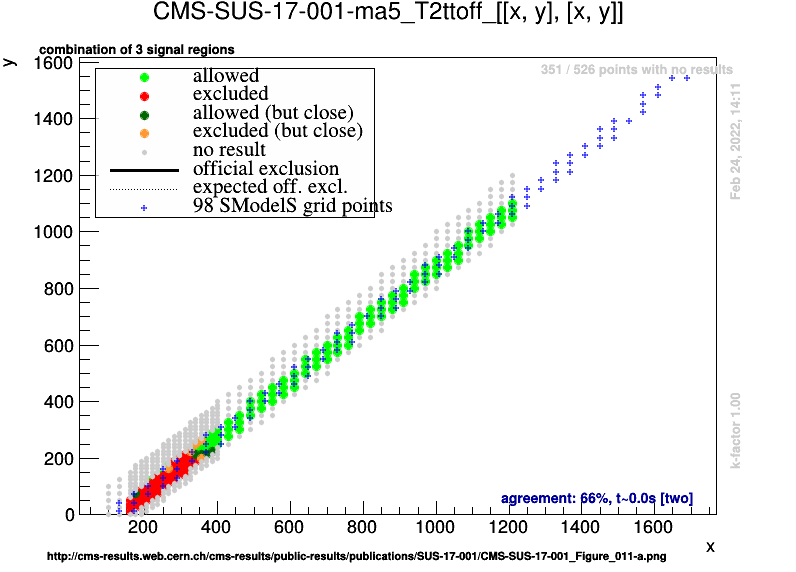 CMS-SUS-17-001-ma5_T2ttoff_[[x, y], [x, y]]
combination of 3 signal regions
y
1600
1400
1200
1000
800
600
400
200
0
351 / 526 points with no results
allowed
excluded
allowed (but close)
excluded (but close)
no result
official exclusion
expected off. excl.
98 SModelS grid points
Feb 24, 2022, 14:11
k-factor 1.00
agreement: 66%, t~0.0s [two]
200 400 600 800 1000 1200 1400 1600
x
http://cms-results.web.cern.ch/cms-results/public-results/publications/SUS-17-001/CMS-SUS-17-001_Figure_011-a.png